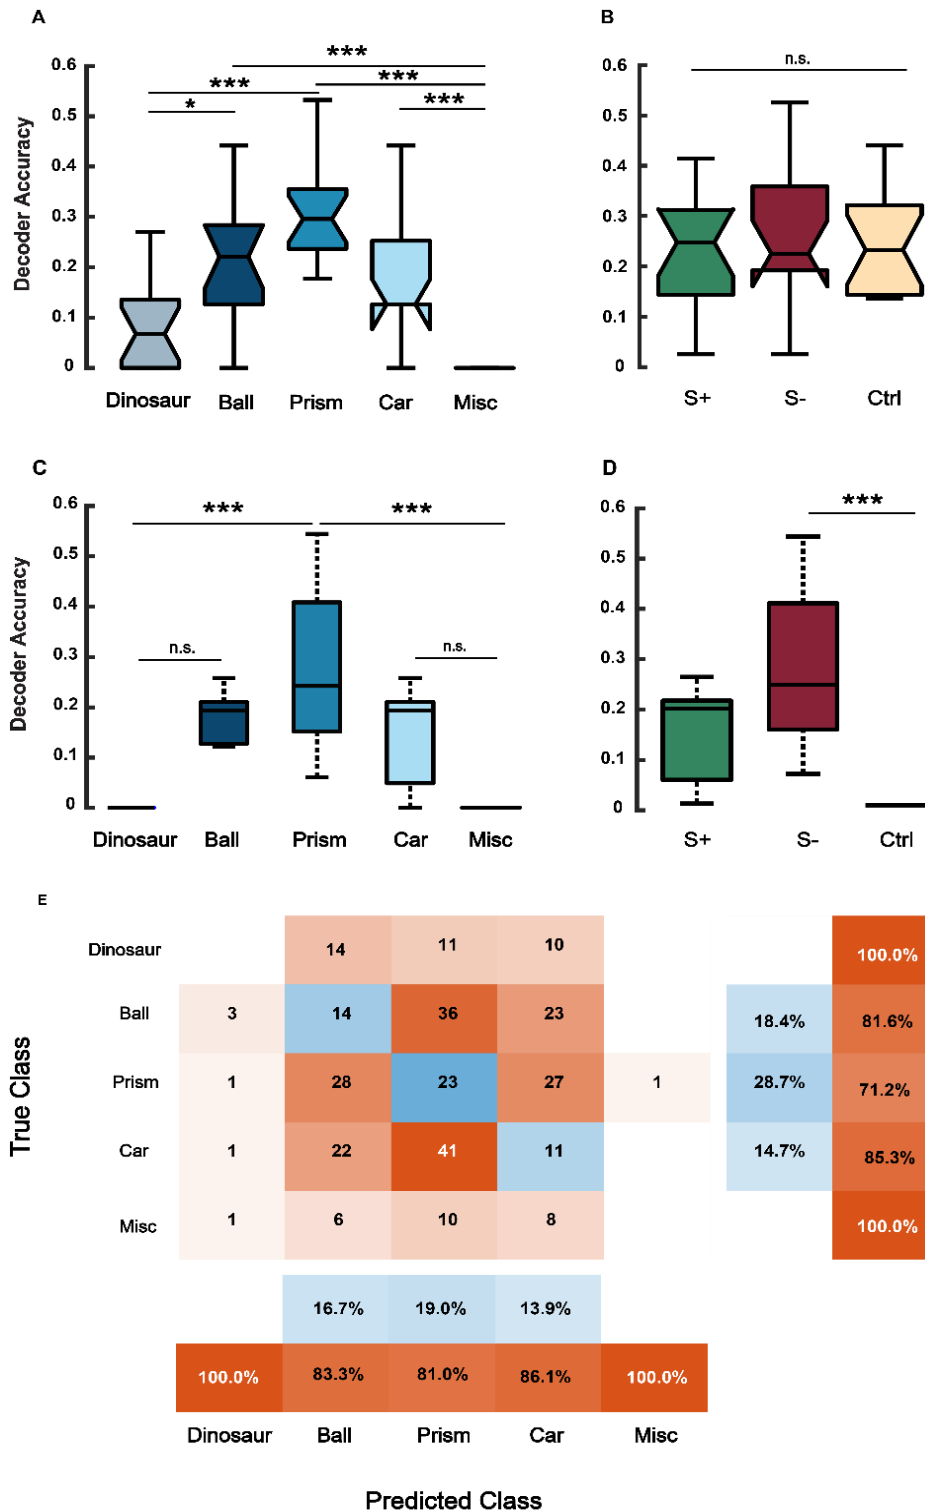 A
B
***
***
***
*
***
n.s.
0.6
0.5
0.4
0.3
0.2
0.1
0
0.6
0.5
0.4
0.3
0.2
0.1
0
Decoder Accuracy
Dinosaur Ball Prism Car Misc
S+ S- Ctrl
C
D
***
***
***
n.s.
n.s.
0.6
0.5
0.4
0.3
0.2
0.1
0
0.6
0.5
0.4
0.3
0.2
0.1
0
Decoder Accuracy
Dinosaur Ball Prism Car Misc
S+ S- Ctrl
E
True Class
Dinosaur 14 11 10 100.0%
Ball 3 14 36 23 18.4% 81.6%
Prism 1 28 23 27 1 28.7% 71.2%
Car 1 22 41 11 14.7% 85.3%
Misc 1 6 10 8 100.0%
16.7% 19.0% 13.9%
100.0% 83.3% 81.0% 86.1% 100.0%
Dinosaur Ball Prism Car Misc
Predicted Class